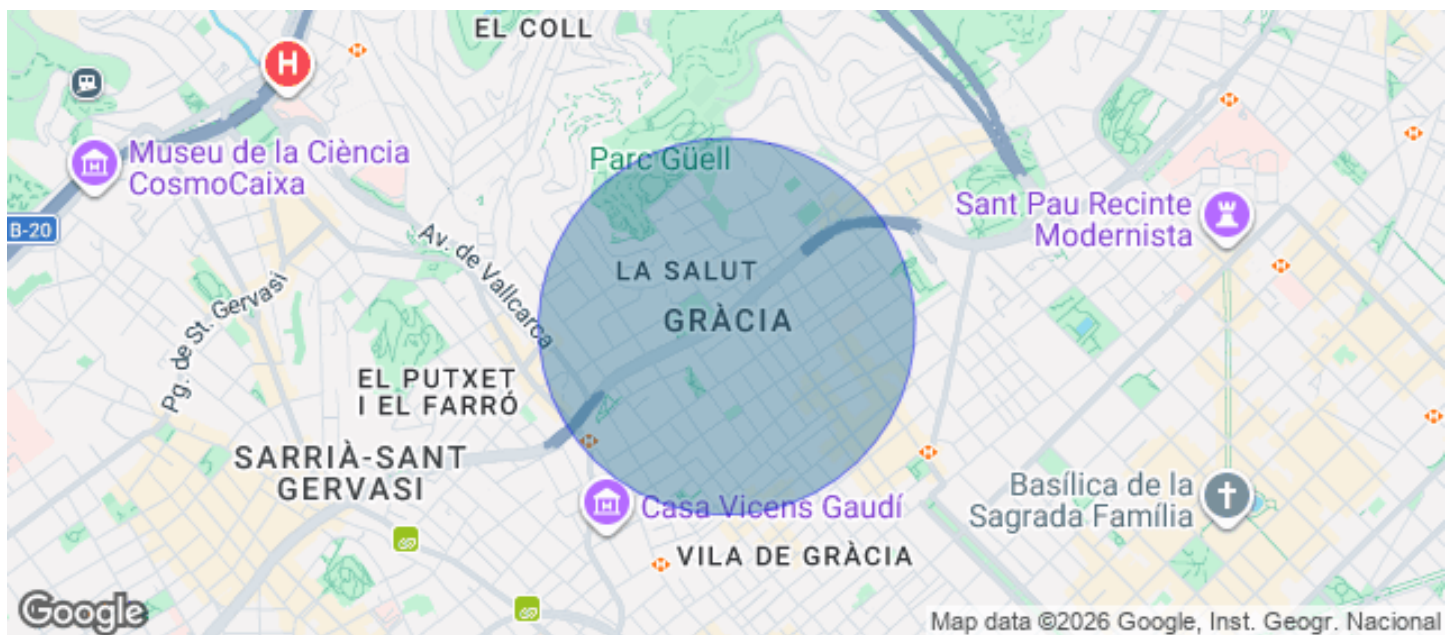 EL COLL
H
Museu de la Ciència
CosmoCaixa
Parc Güell
B-20
Sant Pau Recinte
Modernista
Av. de Vallcarca
LA SALUT
GRÀCIA
Pg. de St. Gervasi
EL PUTXET
I EL FARRÓ
SARRIÀ-SANT
GERVASI
Casa Vicens Gaudí
Basílica de la
Sagrada Família
VILA DE GRÀCIA
Google
Map data ©2026 Google, Inst. Geogr. Nacional